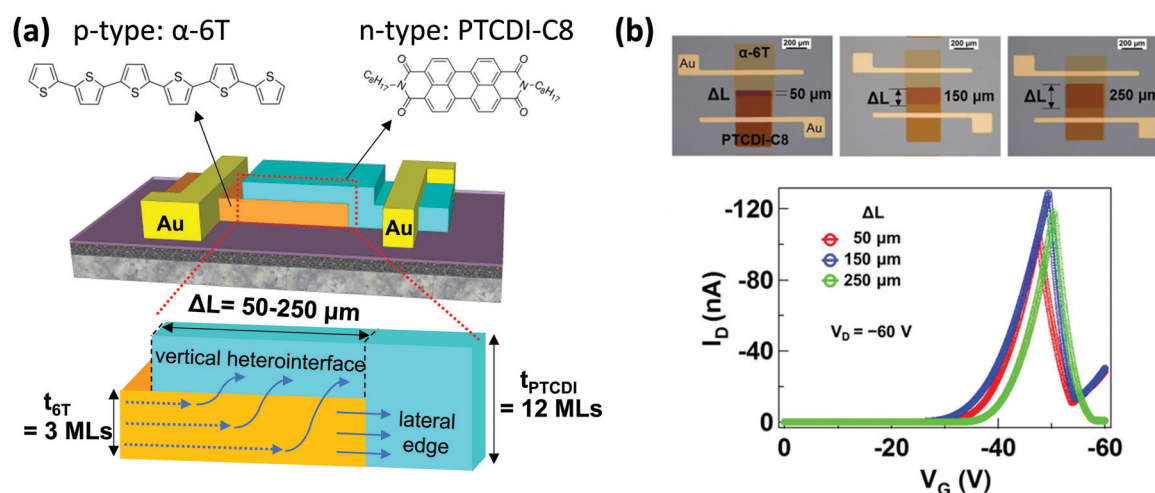 (a)
p-type: α-6T
n-type: PTCDI-C8
S
S
S
S
S
S
C₈H₁₇
N
O
O
O
O
N
C₈H₁₇
Au
Au
ΔL= 50-250 µm
vertical heterointerface
t6T
= 3 MLs
lateral
edge
tPTCDI
= 12 MLs
(b)
Au
α-6T
200 µm
ΔL
50 µm
PTCDI-C8
Au
200 µm
ΔL
150 µm
200 µm
ΔL
250 µm
-120
-80
-40
0
ID (nA)
ΔL
50 µm
150 µm
250 µm
VD = −60 V
0
-20
-40
-60
VG (V)